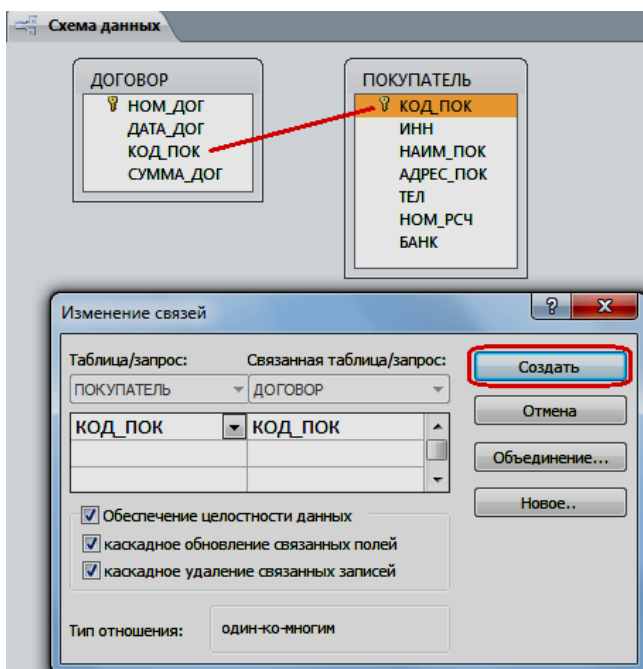 Схема данных
ДОГОВОР
НОМ_ДОГ
ДАТА_ДОГ
КОД_ПОК
СУММА_ДОГ
ПОКУПАТЕЛЬ
КОД_ПОК
ИНН
НАИМ_ПОК
АДРЕС_ПОК
ТЕЛ
НОМ_РСЧ
БАНК
Изменение связей
Таблица/запрос: Связанная таблица/запрос:
ПОКУПАТЕЛЬ ДОГОВОР
КОД_ПОК КОД_ПОК
Обеспечение целостности данных
каскадное обновление связанных полей
каскадное удаление связанных записей
Тип отношения: один-ко-многим
Создать
Отмена
Объединение...
Новое..